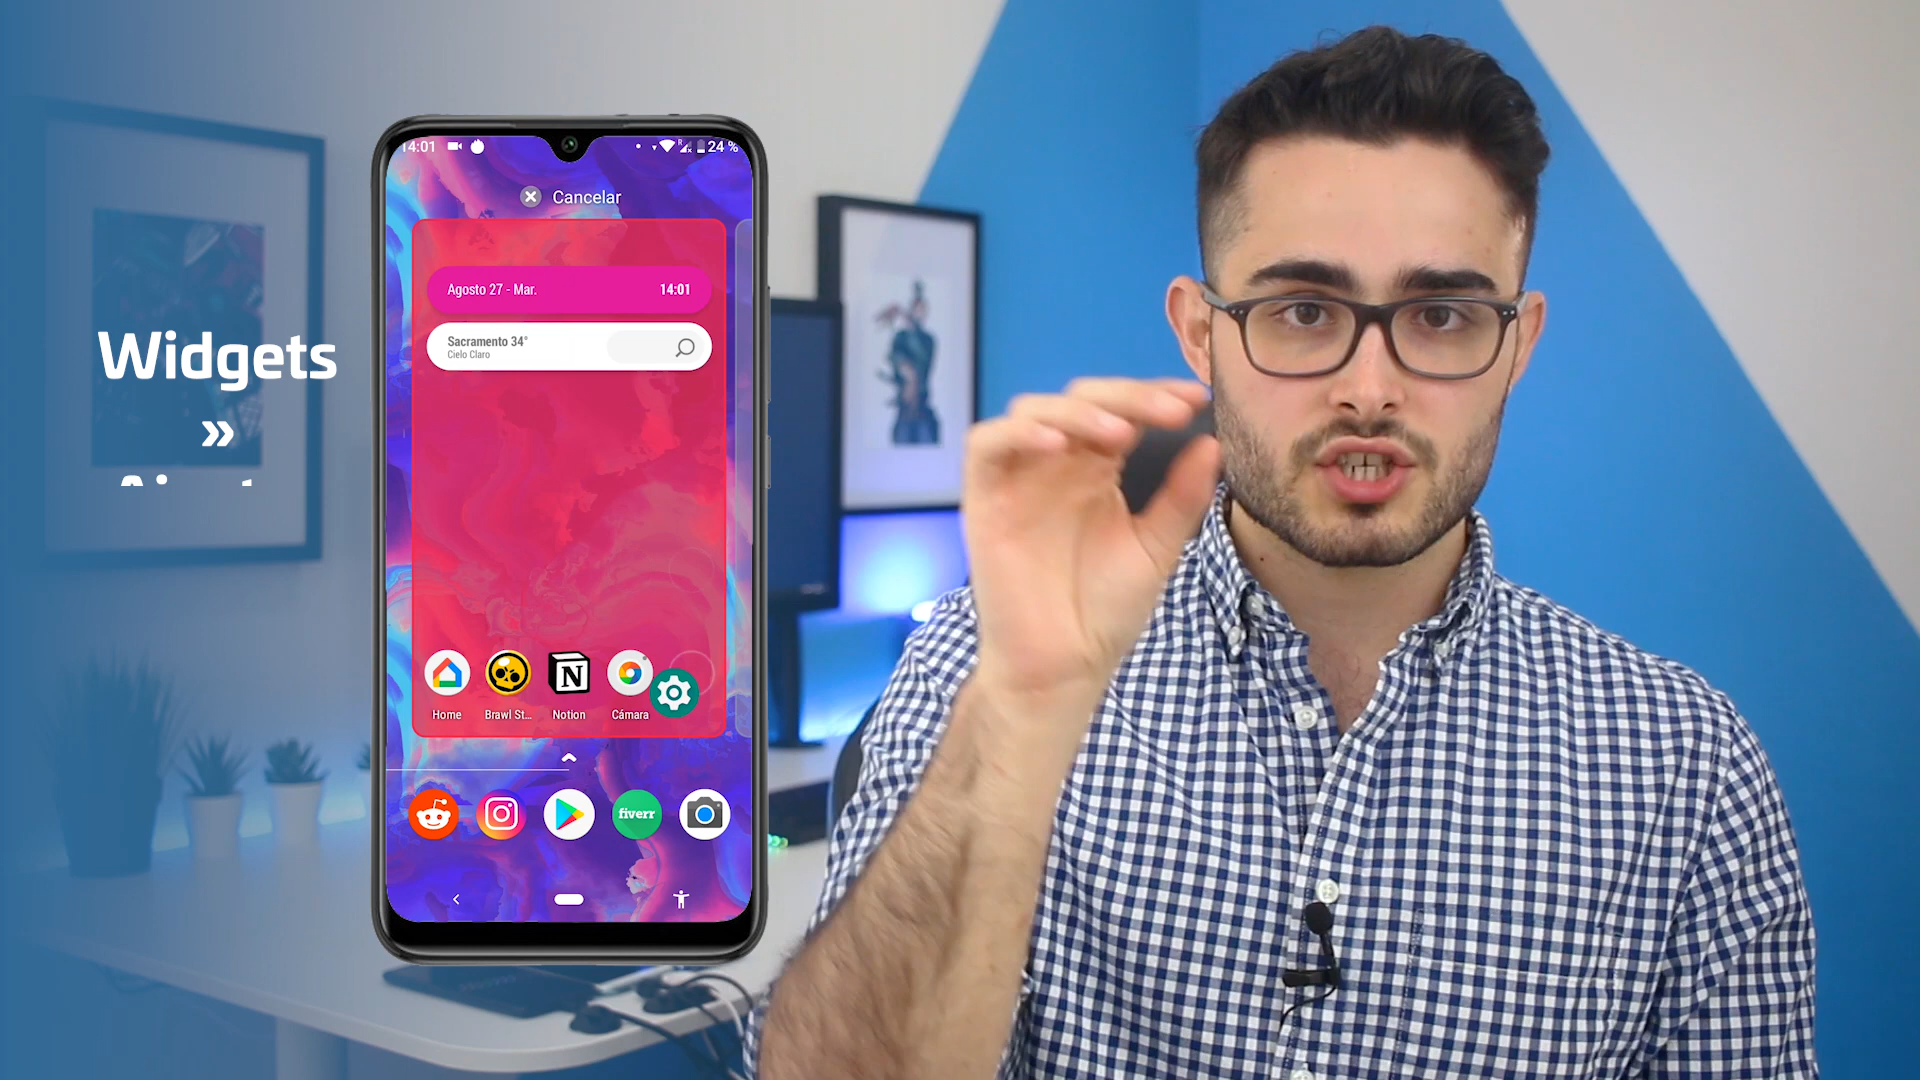 Widgets
»
14:01
24 %
Cancelar
Agosto 27 - Mar.
14:01
Sacramento 34°
Cielo Claro
Home
Brawl St...
N
Notion
Cámara
fiverr